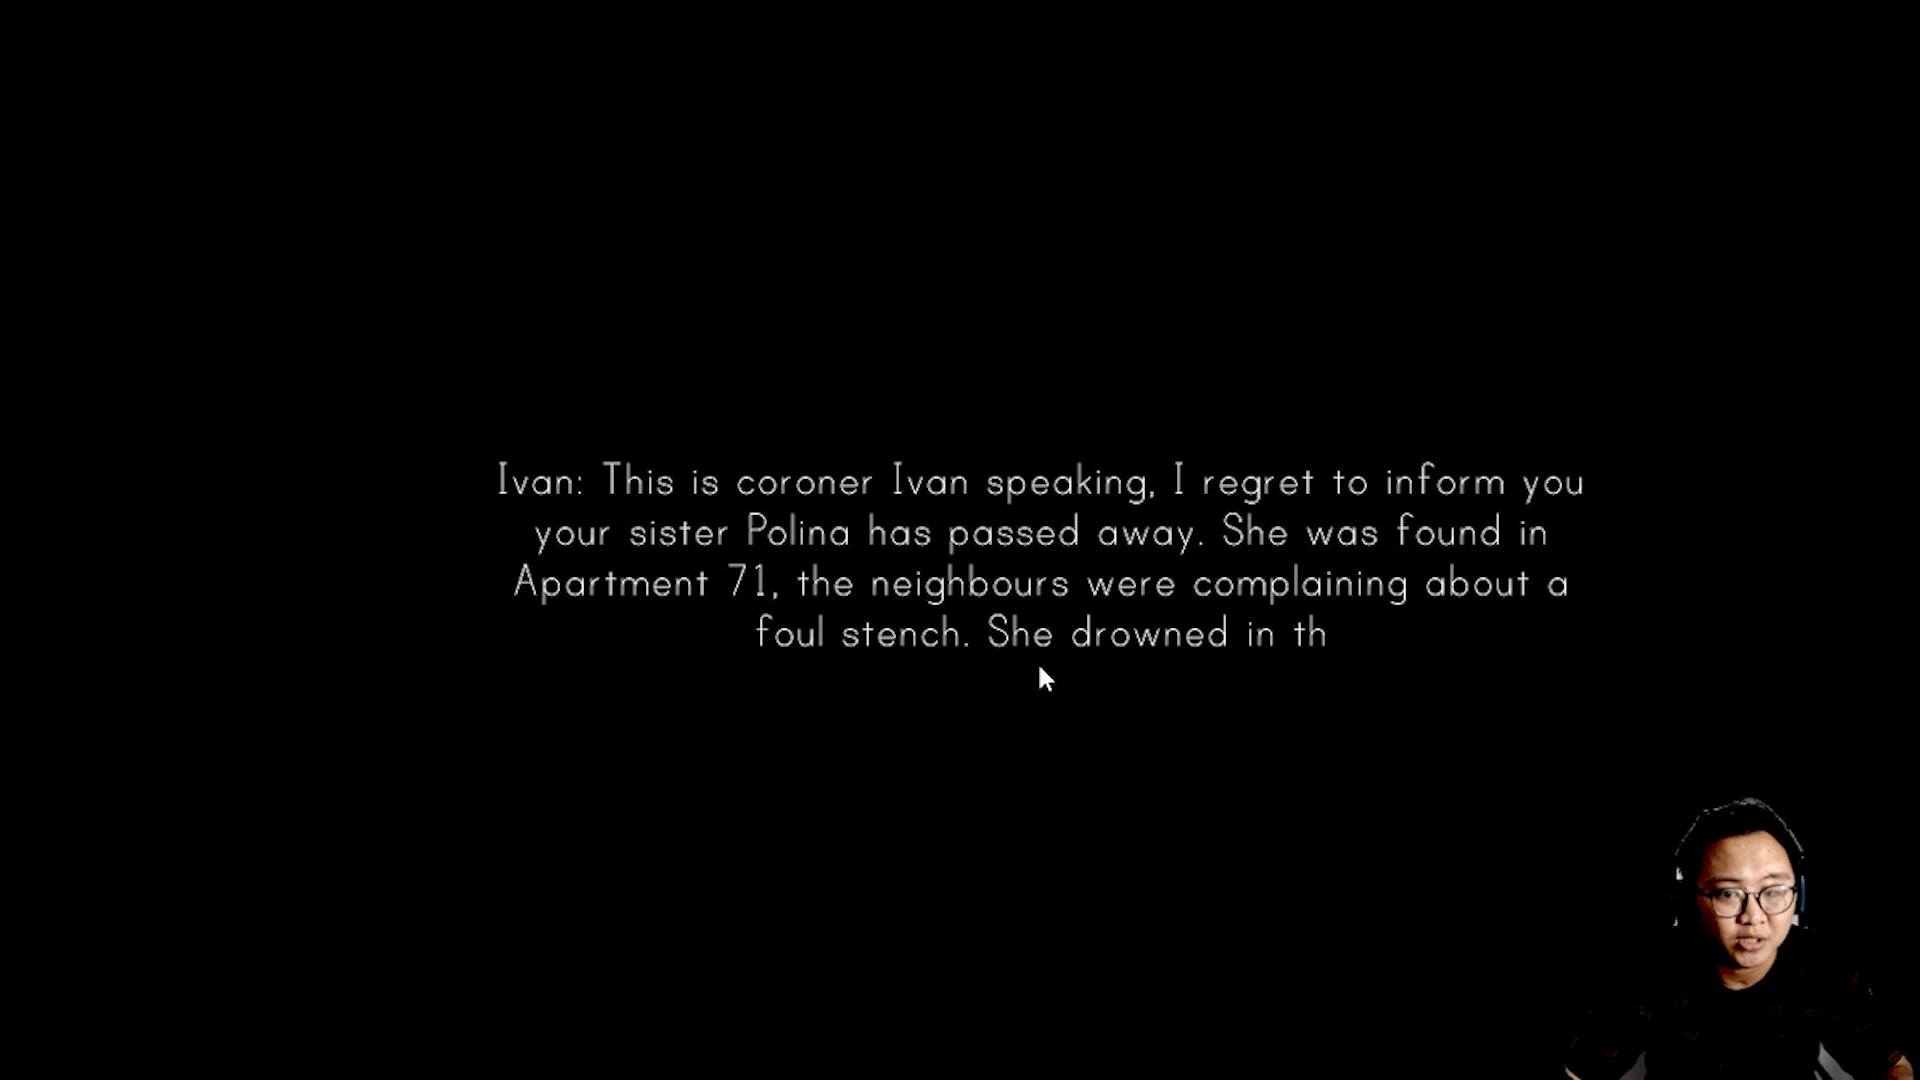 Ivan: This is coroner Ivan speaking, I regret to inform you
your sister Polina has passed away. She was found in
Apartment 71, the neighbours were complaining about a
foul stench. She drowned in th